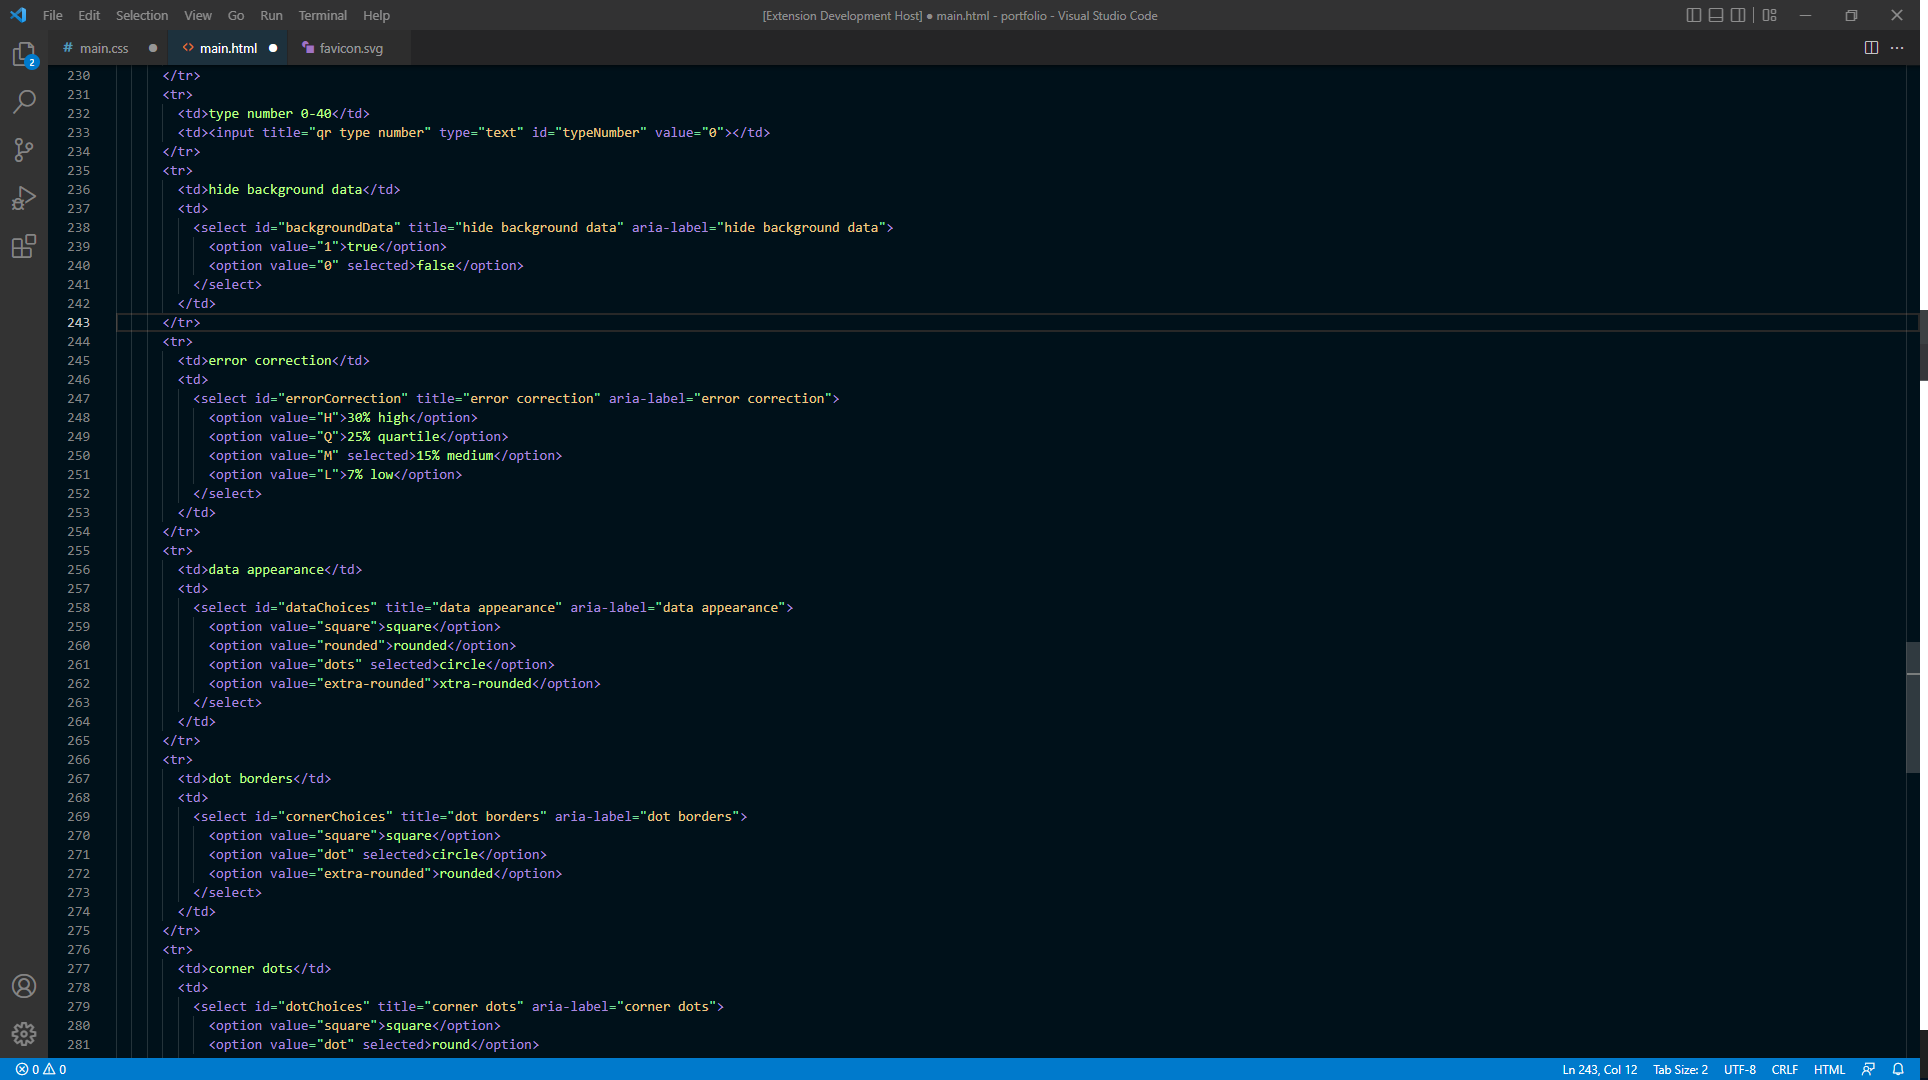 File Edit Selection View Go Run Terminal Help [Extension Development Host] ● main.html - portfolio - Visual Studio Code
# main.css ● <> main.html ● favicon.svg
2
230 </tr>
231 <tr>
232 <td>type number 0-40</td>
233 <td><input title="qr type number" type="text" id="typeNumber" value="0"></td>
234 </tr>
235 <tr>
236 <td>hide background data</td>
237 <td>
238 <select id="backgroundData" title="hide background data" aria-label="hide background data">
239 <option value="1">true</option>
240 <option value="0" selected>false</option>
241 </select>
242 </td>
243 </tr>
244 <tr>
245 <td>error correction</td>
246 <td>
247 <select id="errorCorrection" title="error correction" aria-label="error correction">
248 <option value="H">30% high</option>
249 <option value="Q">25% quartile</option>
250 <option value="M" selected>15% medium</option>
251 <option value="L">7% low</option>
252 </select>
253 </td>
254 </tr>
255 <tr>
256 <td>data appearance</td>
257 <td>
258 <select id="dataChoices" title="data appearance" aria-label="data appearance">
259 <option value="square">square</option>
260 <option value="rounded">rounded</option>
261 <option value="dots" selected>circle</option>
262 <option value="extra-rounded">xtra-rounded</option>
263 </select>
264 </td>
265 </tr>
266 <tr>
267 <td>dot borders</td>
268 <td>
269 <select id="cornerChoices" title="dot borders" aria-label="dot borders">
270 <option value="square">square</option>
271 <option value="dot" selected>circle</option>
272 <option value="extra-rounded">rounded</option>
273 </select>
274 </td>
275 </tr>
276 <tr>
277 <td>corner dots</td>
278 <td>
279 <select id="dotChoices" title="corner dots" aria-label="corner dots">
280 <option value="square">square</option>
281 <option value="dot" selected>round</option>
0 0 Ln 243, Col 12 Tab Size: 2 UTF-8 CRLF HTML